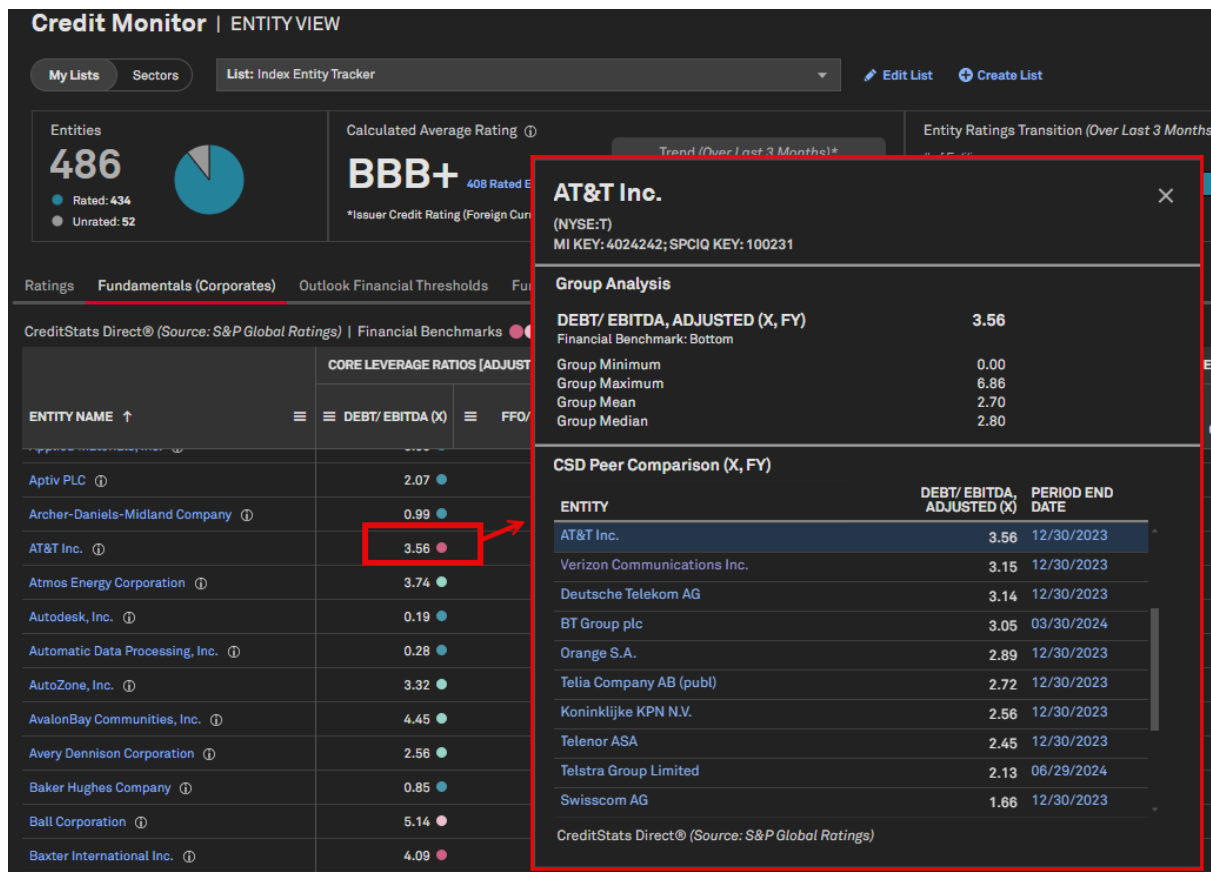 Credit Monitor | ENTITY VIEW
My Lists Sectors List: Index Entity Tracker Edit List Create List
Entities
486
Rated: 434
Unrated: 52
Calculated Average Rating
Trend (Over Last 3 Months)*
BBB+ 408 Rated E
*Issuer Credit Rating (Foreign Curr
Entity Ratings Transition (Over Last 3 Months
Ratings Fundamentals (Corporates) Outlook Financial Thresholds Fu
CreditStats Direct® (Source: S&P Global Ratings) | Financial Benchmarks
CORE LEVERAGE RATIOS [ADJUST
ENTITY NAME ↑ DEBT/ EBITDA (X) FFO/
Applied Materials, Inc.
Aptiv PLC 2.07
Archer-Daniels-Midland Company 0.99
AT&T Inc. 3.56
Atmos Energy Corporation 3.74
Autodesk, Inc. 0.19
Automatic Data Processing, Inc. 0.28
AutoZone, Inc. 3.32
AvalonBay Communities, Inc. 4.45
Avery Dennison Corporation 2.56
Baker Hughes Company 0.85
Ball Corporation 5.14
Baxter International Inc. 4.09
AT&T Inc.
(NYSE:T)
MI KEY: 4024242; SPCIQ KEY: 100231
Group Analysis
DEBT/ EBITDA, ADJUSTED (X, FY) 3.56
Financial Benchmark: Bottom
Group Minimum 0.00
Group Maximum 6.86
Group Mean 2.70
Group Median 2.80
CSD Peer Comparison (X, FY)
ENTITY DEBT/ EBITDA, ADJUSTED (X) PERIOD END DATE
AT&T Inc. 3.56 12/30/2023
Verizon Communications Inc. 3.15 12/30/2023
Deutsche Telekom AG 3.14 12/30/2023
BT Group plc 3.05 03/30/2024
Orange S.A. 2.89 12/30/2023
Telia Company AB (publ) 2.72 12/30/2023
Koninklijke KPN N.V. 2.56 12/30/2023
Telenor ASA 2.45 12/30/2023
Telstra Group Limited 2.13 06/29/2024
Swisscom AG 1.66 12/30/2023
CreditStats Direct® (Source: S&P Global Ratings)